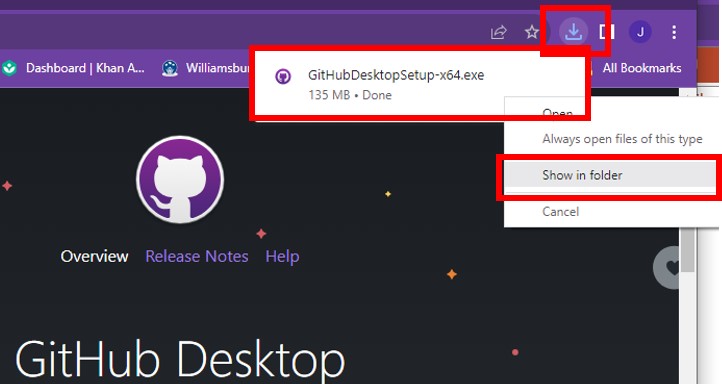 J
Dashboard | Khan A...
Williamsbur
All Bookmarks
GitHubDesktopSetup-x64.exe
135 MB • Done
Open
Always open files of this type
Show in folder
Cancel
Overview Release Notes Help
GitHub Desktop